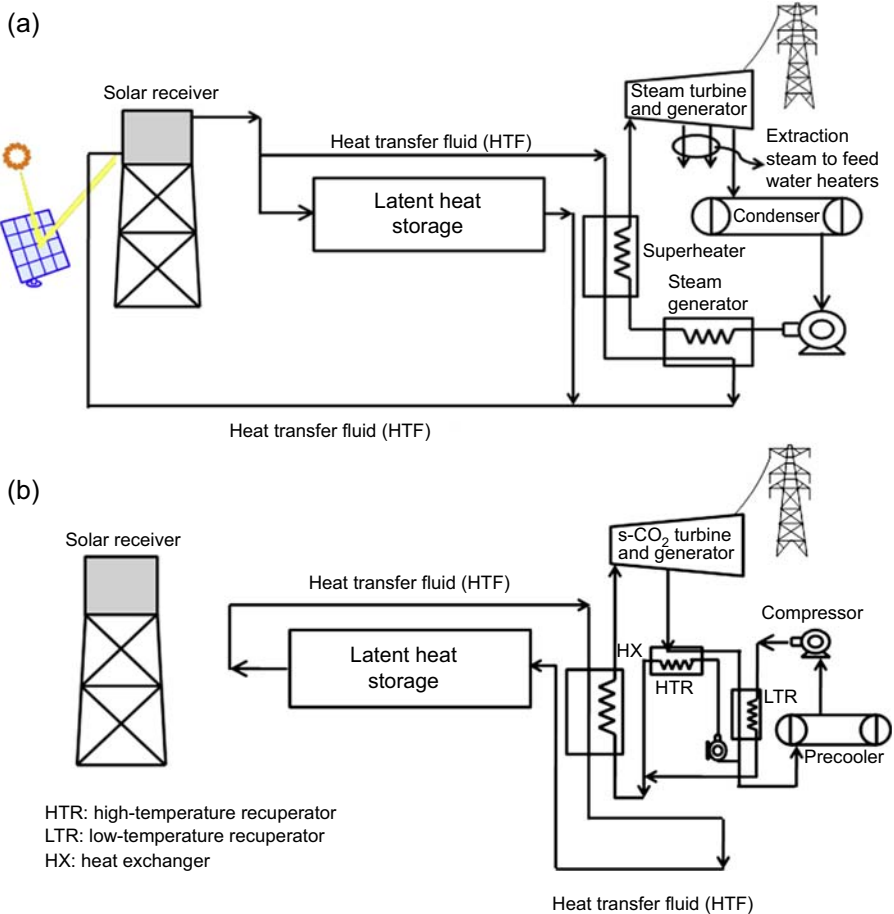 (a)
Solar receiver
Steam turbine
and generator
Heat transfer fluid (HTF)
Extraction
steam to feed
water heaters
Latent heat
storage
Condenser
Superheater
Steam
generator
Heat transfer fluid (HTF)
(b)
Solar receiver
s-CO₂ turbine
and generator
Heat transfer fluid (HTF)
Compressor
Latent heat
storage
HX
HTR
LTR
Precooler
HTR: high-temperature recuperator
LTR: low-temperature recuperator
HX: heat exchanger
Heat transfer fluid (HTF)